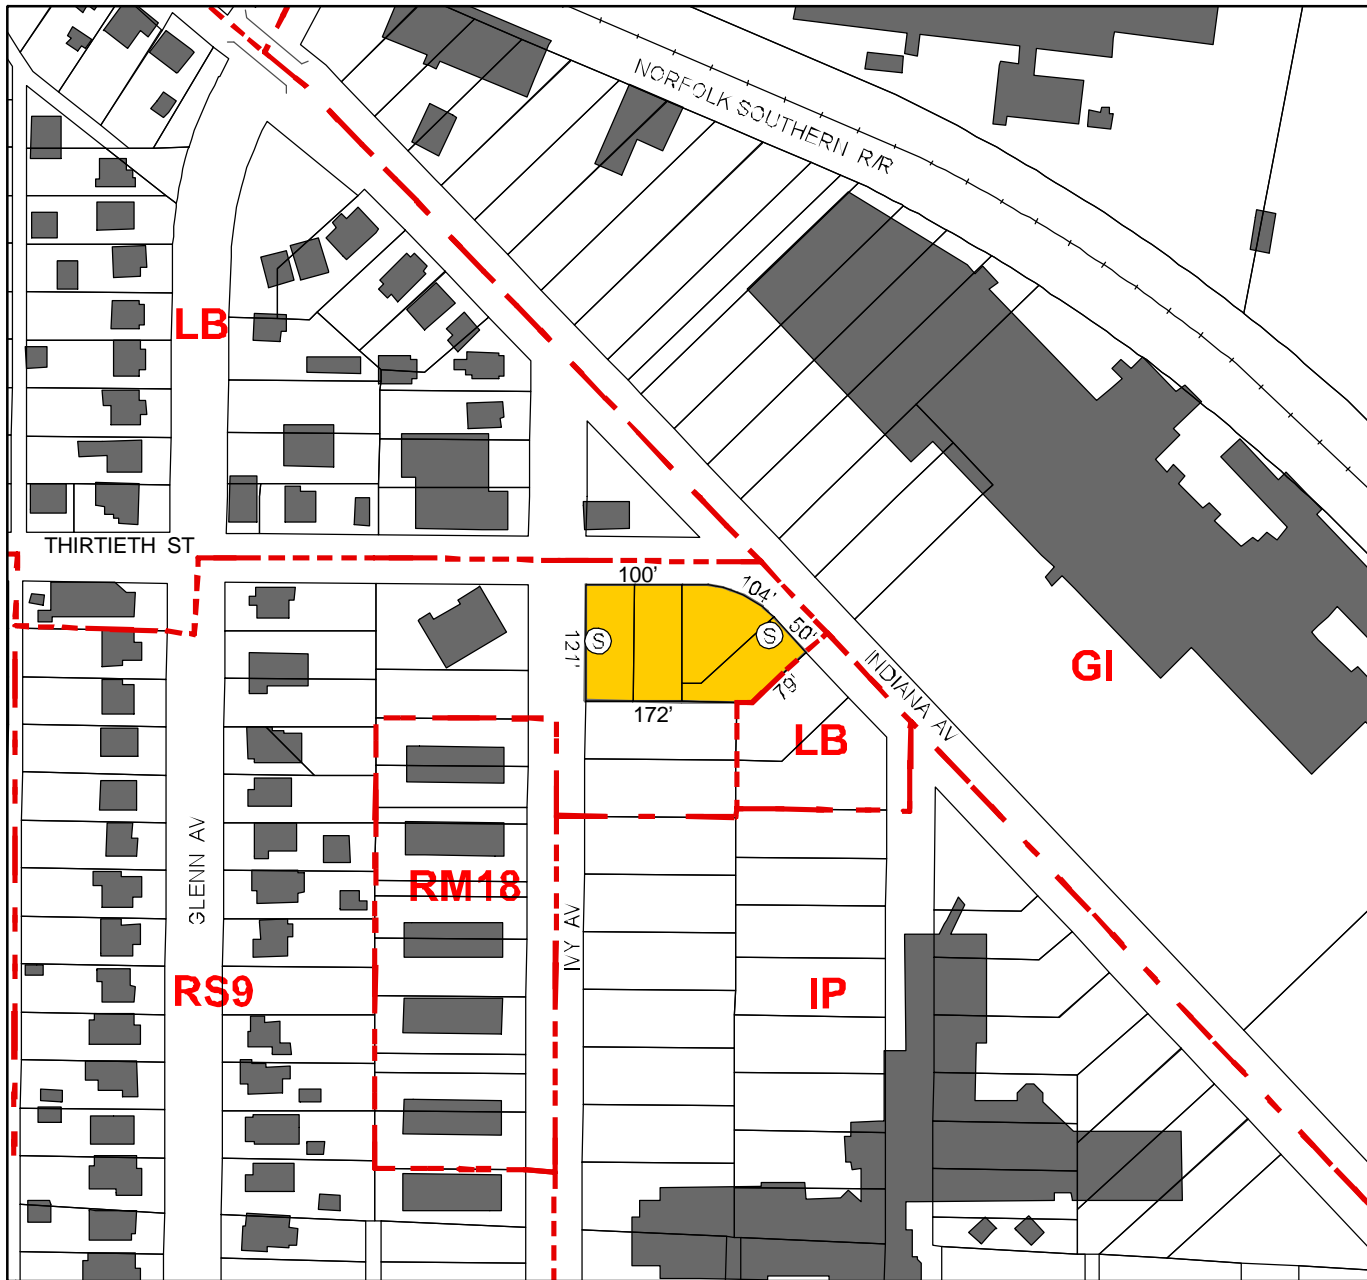 NORFOLK SOUTHERN R/R
LB
THIRTIETH ST
100'
104'
50'
S
S
121'
79'
172'
INDIANA AV
GI
LB
GLENN AV
RM18
IVY AV
RS9
IP